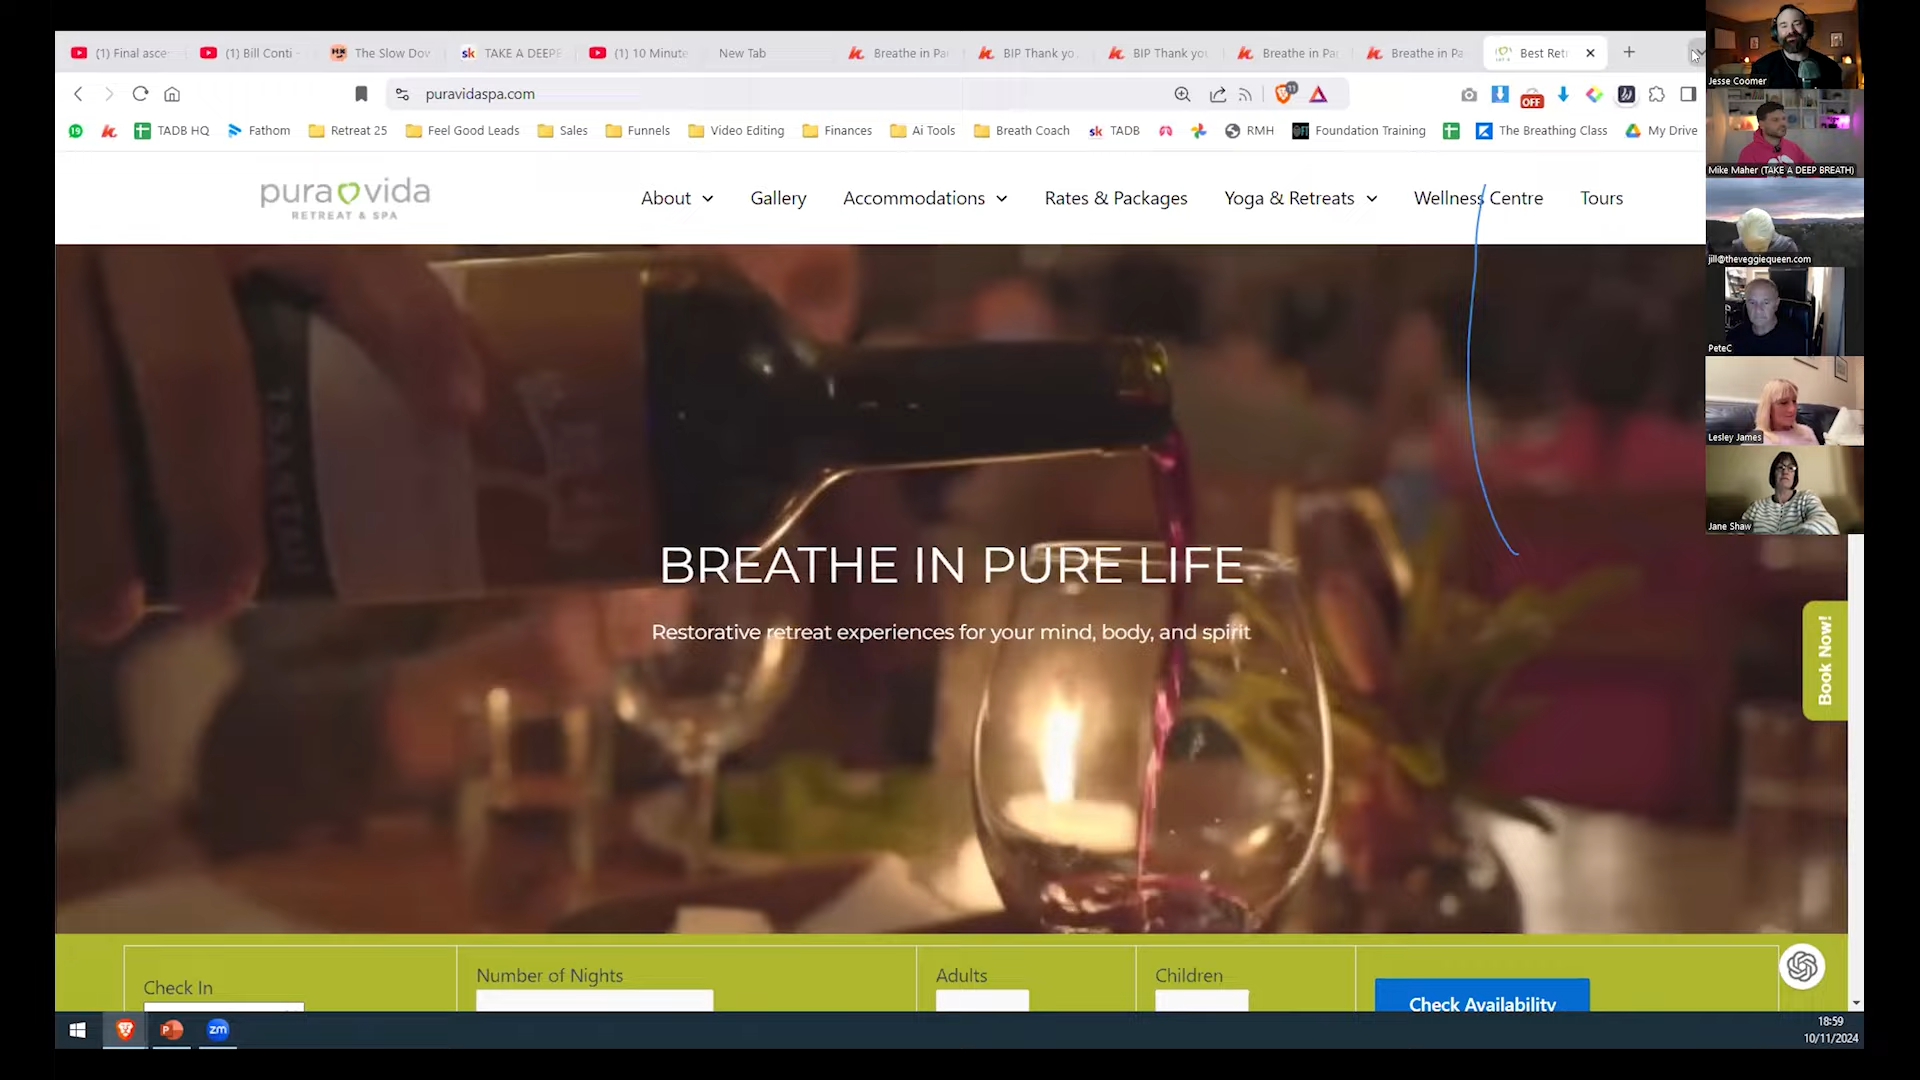 (1) Final asce
(1) Bill Conti -
The Slow Dov
TAKE A DEEPE
(1) 10 Minute
New Tab
Breathe in Pa
BIP Thank yo
BIP Thank you
Breathe in Par
Breathe in Pa
Best Retr
puravidaspa.com
11
OFF
19
TADB HQ
Fathom
Retreat 25
Feel Good Leads
Sales
Funnels
Video Editing
Finances
Ai Tools
Breath Coach
sk
TADB
RMH
Foundation Training
The Breathing Class
My Drive
pura vida
RETREAT & SPA
About
Gallery
Accommodations
Rates & Packages
Yoga & Retreats
Wellness Centre
Tours
BREATHE IN PURE LIFE
Restorative retreat experiences for your mind, body, and spirit
Book Now!
Check In
Number of Nights
Adults
Children
Check Availability
Jesse Coomer
Mike Maher (TAKE A DEEP BREATH)
jill@theveggiequeen.com
PeteC
Lesley James
Jane Shaw
zm
18:59
10/11/2024